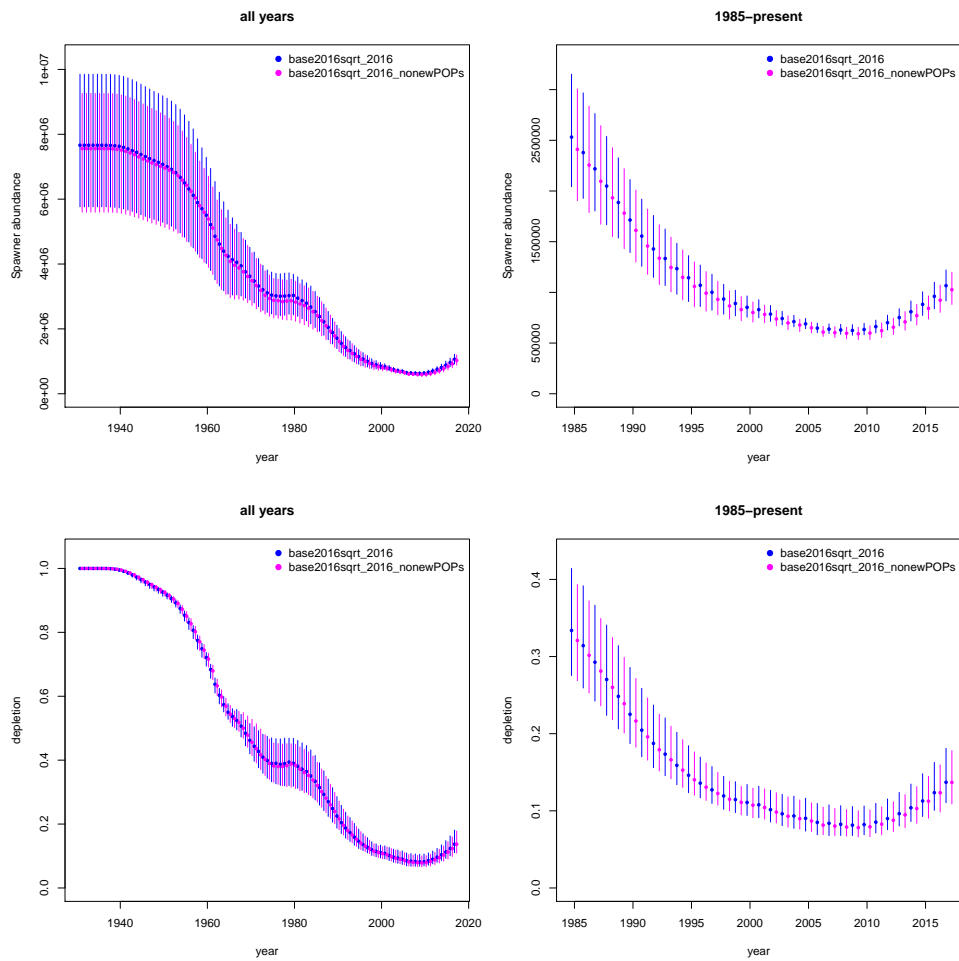 all years
1985−present
base2016sqrt_2016
base2016sqrt_2016_nonewPOPs
Spawner abundance
0e+00 2e+06 4e+06 6e+06 8e+06 1e+07
1940 1960 1980 2000 2020
year
base2016sqrt_2016
base2016sqrt_2016_nonewPOPs
Spawner abundance
0 500000 1500000 2500000
1985 1990 1995 2000 2005 2010 2015
year
all years
1985−present
base2016sqrt_2016
base2016sqrt_2016_nonewPOPs
depletion
0.0 0.2 0.4 0.6 0.8 1.0
1940 1960 1980 2000 2020
year
base2016sqrt_2016
base2016sqrt_2016_nonewPOPs
depletion
0.0 0.1 0.2 0.3 0.4
1985 1990 1995 2000 2005 2010 2015
year